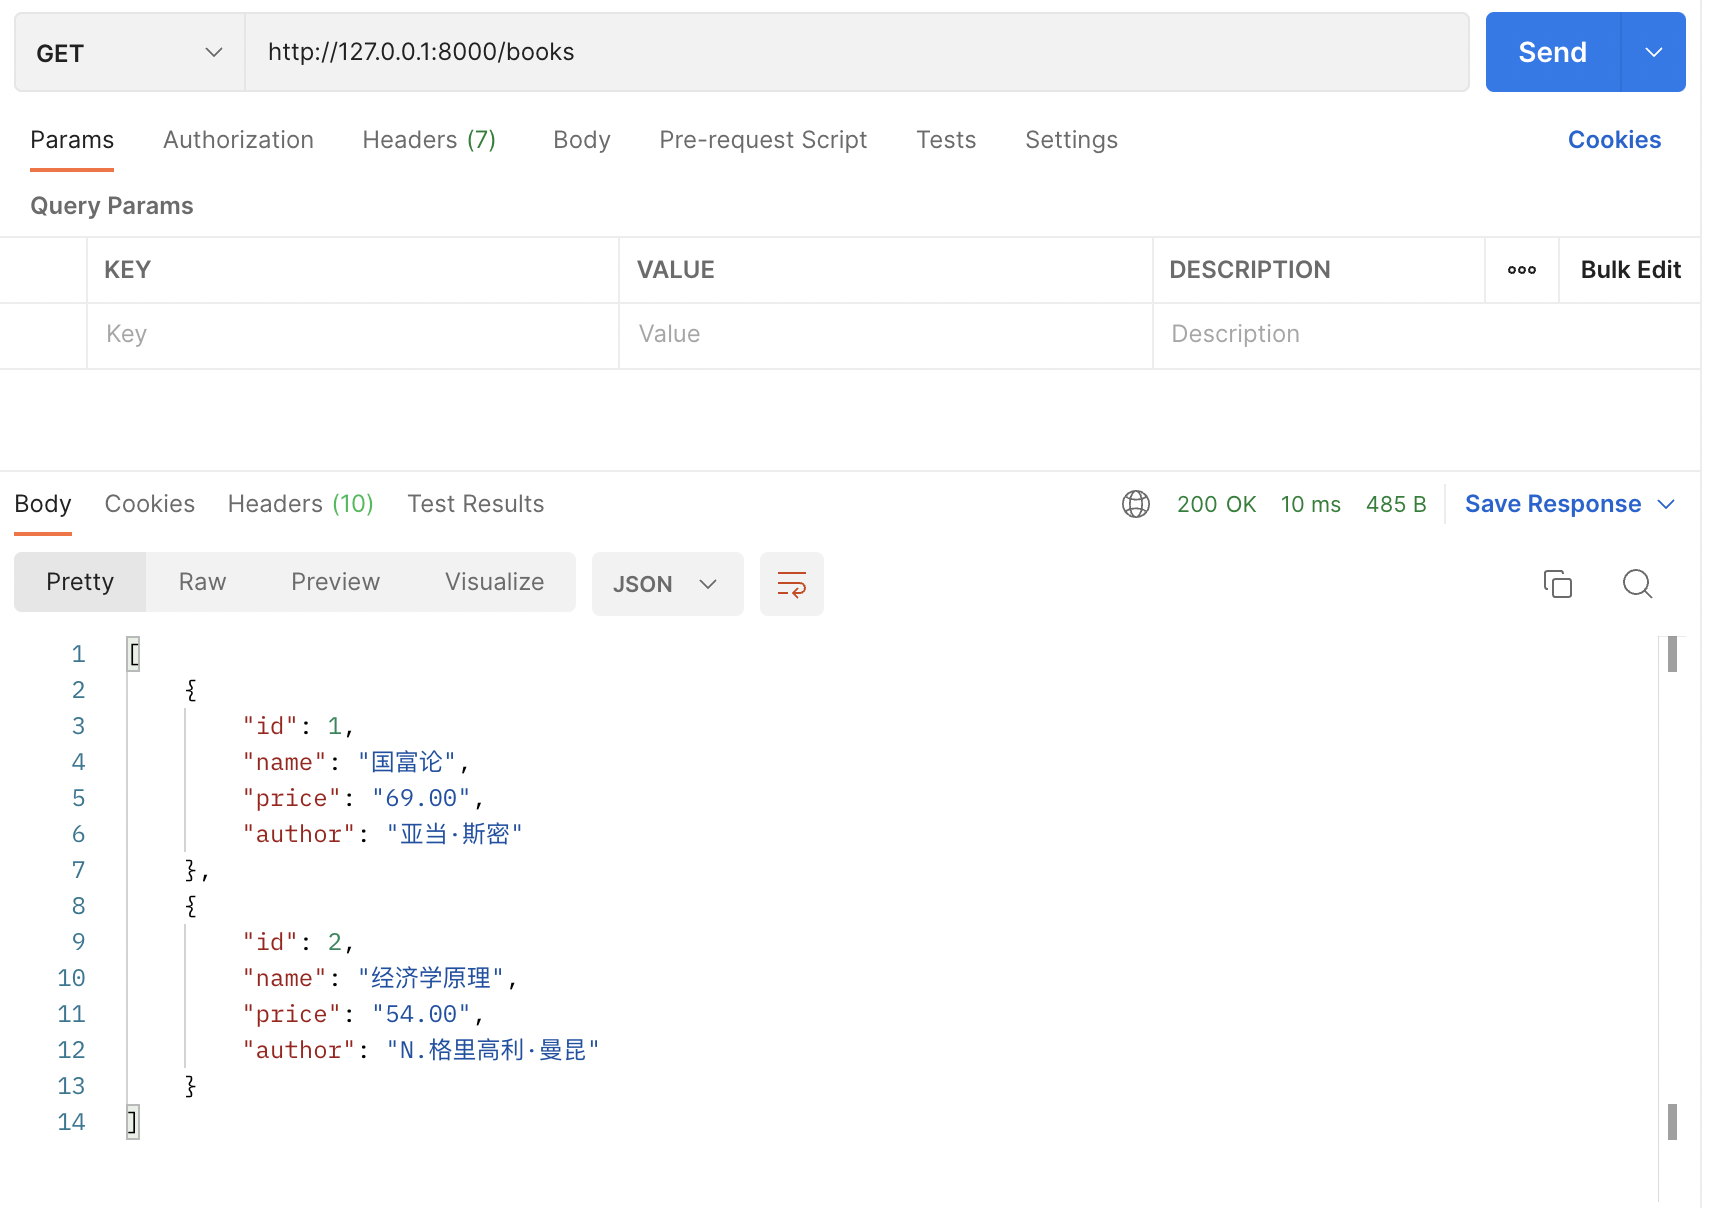 GET http://127.0.0.1:8000/books Send
Params Authorization Headers (7) Body Pre-request Script Tests Settings Cookies
Query Params
KEY VALUE DESCRIPTION Bulk Edit
Key Value Description
Body Cookies Headers (10) Test Results 200 OK 10 ms 485 B Save Response
Pretty Raw Preview Visualize JSON
1 [
2 {
3 "id": 1,
4 "name": "国富论",
5 "price": "69.00",
6 "author": "亚当·斯密"
7 },
8 {
9 "id": 2,
10 "name": "经济学原理",
11 "price": "54.00",
12 "author": "N.格里高利·曼昆"
13 }
14 ]